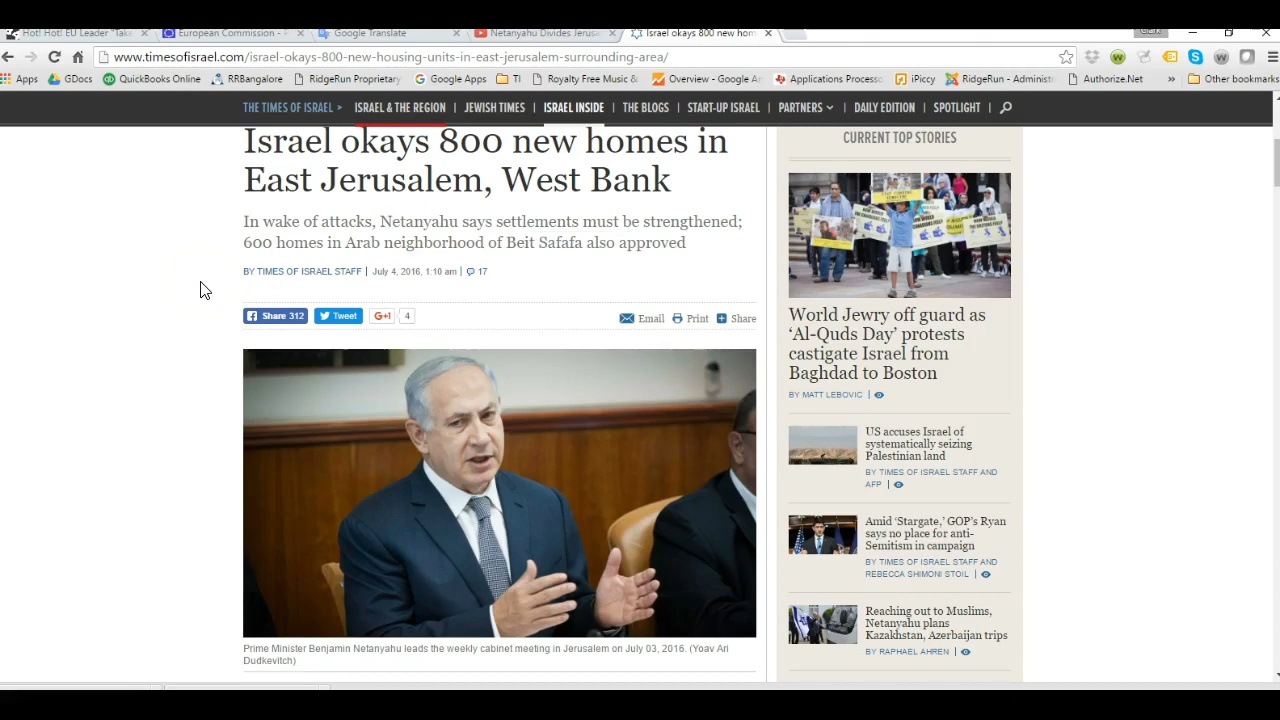 Hot! Hot! EU Leader "Take
European Commission - P
Google Translate
Netanyahu Divides Jerusa
Israel okays 800 new hom
www.timesofisrael.com/israel-okays-800-new-housing-units-in-east-jerusalem-surrounding-area/
Apps
GDocs
QuickBooks Online
RRBangalore
RidgeRun Proprietary
Google Apps
TI
Royalty Free Music &
Overview - Google An
Applications Processo
iPiccy
RidgeRun - Administr
Authorize.Net
»
Other bookmarks
THE TIMES OF ISRAEL > ISRAEL & THE REGION | JEWISH TIMES | ISRAEL INSIDE | THE BLOGS | START-UP ISRAEL | PARTNERS | DAILY EDITION | SPOTLIGHT |
Israel okays 800 new homes in
East Jerusalem, West Bank
In wake of attacks, Netanyahu says settlements must be strengthened;
600 homes in Arab neighborhood of Beit Safafa also approved
BY TIMES OF ISRAEL STAFF | July 4, 2016, 1:10 am | 17
Share 312
Tweet
G+1
4
Email
Print
Share
Prime Minister Benjamin Netanyahu leads the weekly cabinet meeting in Jerusalem on July 03, 2016. (Yoav Ari
Dudkevitch)
CURRENT TOP STORIES
World Jewry off guard as
‘Al-Quds Day’ protests
castigate Israel from
Baghdad to Boston
BY MATT LEBOVIC |
US accuses Israel of
systematically seizing
Palestinian land
BY TIMES OF ISRAEL STAFF AND
AFP |
Amid ‘Stargate,’ GOP’s Ryan
says no place for anti-
Semitism in campaign
BY TIMES OF ISRAEL STAFF AND
REBECCA SHIMONI STOIL |
Reaching out to Muslims,
Netanyahu plans
Kazakhstan, Azerbaijan trips
BY RAPHAEL AHREN |